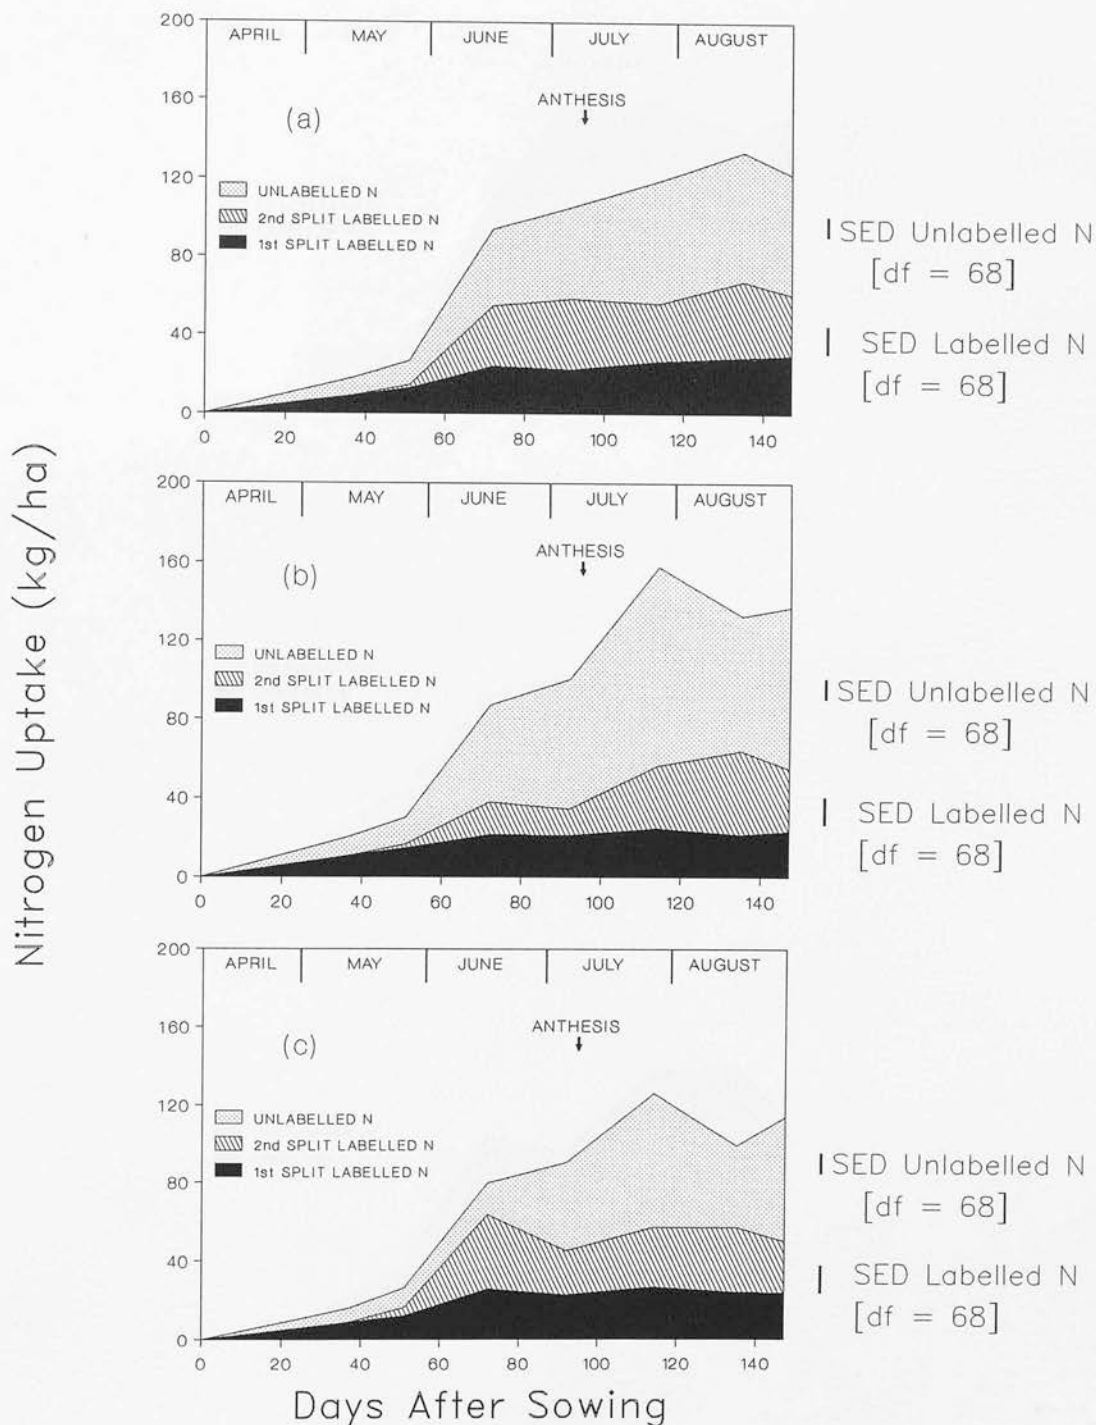 Nitrogen Uptake (kg/ha)
200
APRIL MAY JUNE JULY AUGUST
160
ANTHESIS
(a)
120
UNLABELLED N
2nd SPLIT LABELLED N
1st SPLIT LABELLED N
80
40
0
0 20 40 60 80 100 120 140
SED Unlabelled N
[df = 68]
SED Labelled N
[df = 68]
200
APRIL MAY JUNE JULY AUGUST
160
ANTHESIS
(b)
120
UNLABELLED N
2nd SPLIT LABELLED N
1st SPLIT LABELLED N
80
40
0
0 20 40 60 80 100 120 140
SED Unlabelled N
[df = 68]
SED Labelled N
[df = 68]
200
APRIL MAY JUNE JULY AUGUST
160
ANTHESIS
(c)
120
UNLABELLED N
2nd SPLIT LABELLED N
1st SPLIT LABELLED N
80
40
0
0 20 40 60 80 100 120 140
SED Unlabelled N
[df = 68]
SED Labelled N
[df = 68]
Days After Sowing